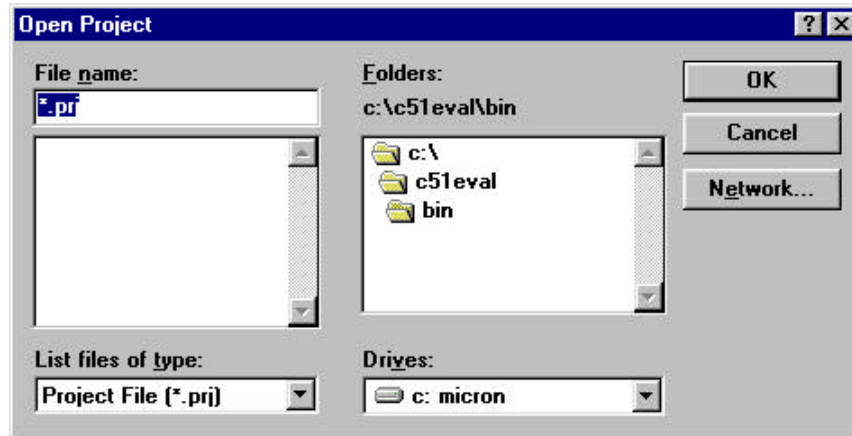 Open Project
File name:
*.prj
Folders:
c:\c51eval\bin
c:\
c51eval
bin
OK
Cancel
Network...
List files of type:
Project File (*.prj)
Drives:
c: micron